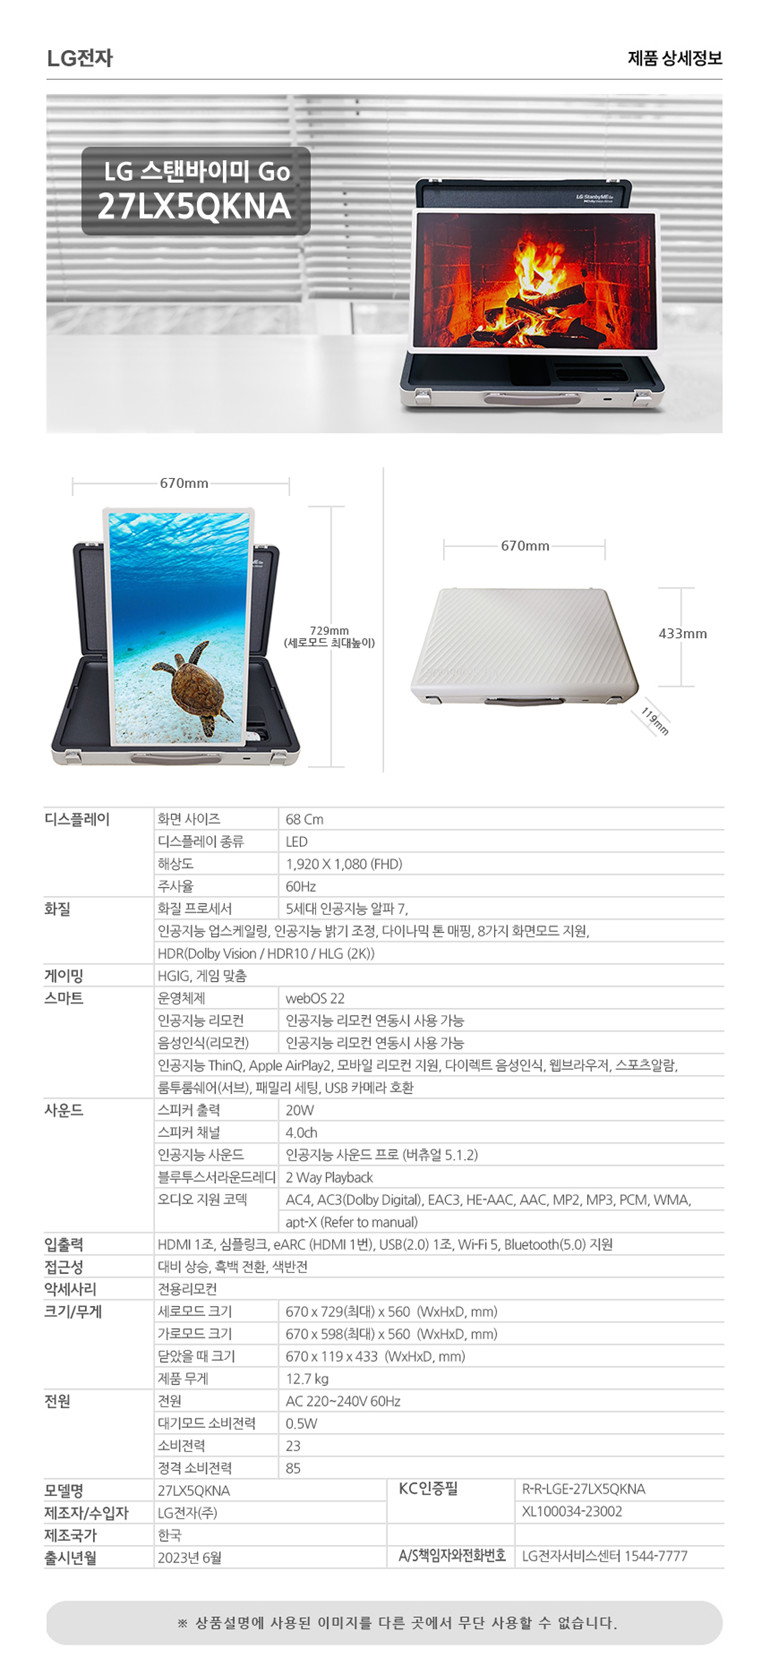 LG전자
제품 상세정보
LG 스탠바이미 Go
27LX5QKNA
LG StanbyME Go
670mm
729mm
(세로모드 최대높이)
670mm
433mm
119mm
디스플레이 화면 사이즈 68 Cm
디스플레이 종류 LED
해상도 1,920 X 1,080 (FHD)
주사율 60Hz
화질 화질 프로세서 5세대 인공지능 알파 7,
인공지능 업스케일링, 인공지능 밝기 조정, 다이나믹 톤 매핑, 8가지 화면모드 지원,
HDR(Dolby Vision / HDR10 / HLG (2K))
게이밍 HGIG, 게임 맞춤
스마트 운영체제 webOS 22
인공지능 리모컨 인공지능 리모컨 연동시 사용 가능
음성인식(리모컨) 인공지능 리모컨 연동시 사용 가능
인공지능 ThinQ, Apple AirPlay2, 모바일 리모컨 지원, 다이렉트 음성인식, 웹브라우저, 스포츠알람,
룸투룸쉐어(서브), 패밀리 세팅, USB 카메라 호환
사운드 스피커 출력 20W
스피커 채널 4.0ch
인공지능 사운드 인공지능 사운드 프로 (버츄얼 5.1.2)
블루투스서라운드레디 2 Way Playback
오디오 지원 코덱 AC4, AC3(Dolby Digital), EAC3, HE-AAC, AAC, MP2, MP3, PCM, WMA,
apt-X (Refer to manual)
입출력 HDMI 1조, 심플링크, eARC (HDMI 1번), USB(2.0) 1조, Wi-Fi 5, Bluetooth(5.0) 지원
접근성 대비 상승, 흑백 전환, 색반전
악세사리 전용리모컨
크기/무게 세로모드 크기 670 x 729(최대) x 560 (WxHxD, mm)
가로모드 크기 670 x 598(최대) x 560 (WxHxD, mm)
닫았을 때 크기 670 x 119 x 433 (WxHxD, mm)
제품 무게 12.7 kg
전원 전원 AC 220~240V 60Hz
대기모드 소비전력 0.5W
소비전력 23
정격 소비전력 85
모델명 27LX5QKNA KC인증필 R-R-LGE-27LX5QKNA
제조자/수입자 LG전자(주) XL100034-23002
제조국가 한국
출시년월 2023년 6월 A/S책임자와전화번호 LG전자서비스센터 1544-7777
※ 상품설명에 사용된 이미지를 다른 곳에서 무단 사용할 수 없습니다.